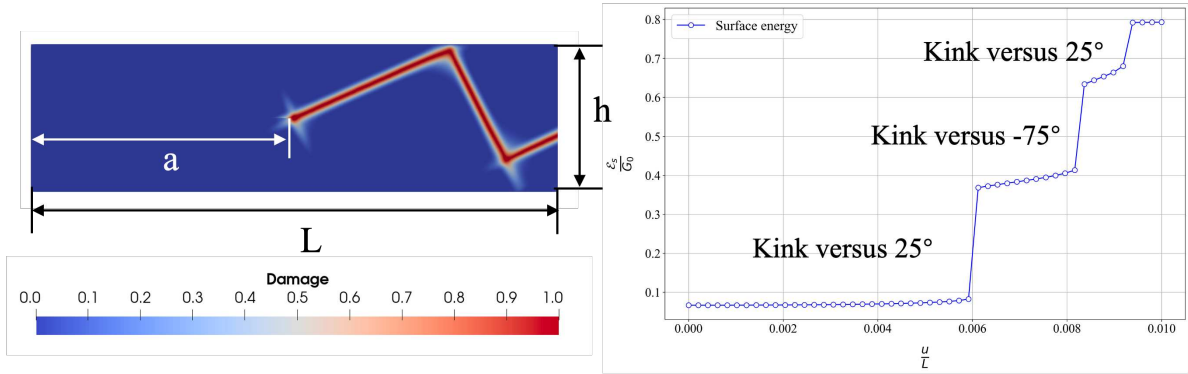 a
h
L
Damage
0.0 0.1 0.2 0.3 0.4 0.5 0.6 0.7 0.8 0.9 1.0
Surface energy
Kink versus 25°
Kink versus -75°
Kink versus 25°
0.8
0.7
0.6
0.5
0.4
0.3
0.2
0.1
ℰs/G0
0.000 0.002 0.004 0.006 0.008 0.010
u/L